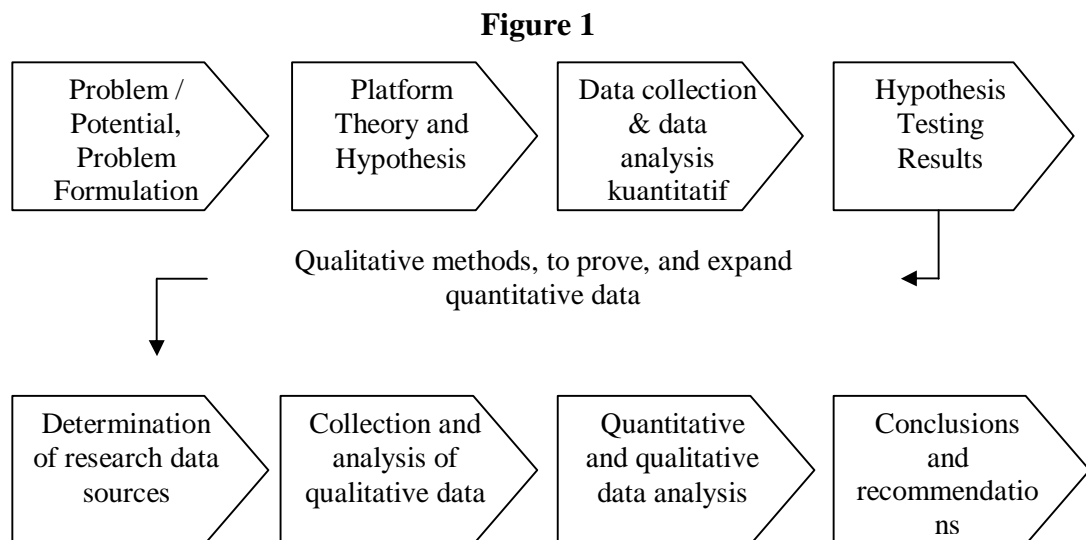 Figure 1
Problem /
Potential,
Problem
Formulation
Platform
Theory and
Hypothesis
Data collection
& data
analysis
kuantitatif
Hypothesis
Testing
Results
Qualitative methods, to prove, and expand
quantitative data
Determination
of research data
sources
Collection and
analysis of
qualitative data
Quantitative
and qualitative
data analysis
Conclusions
and
recommendatio
ns